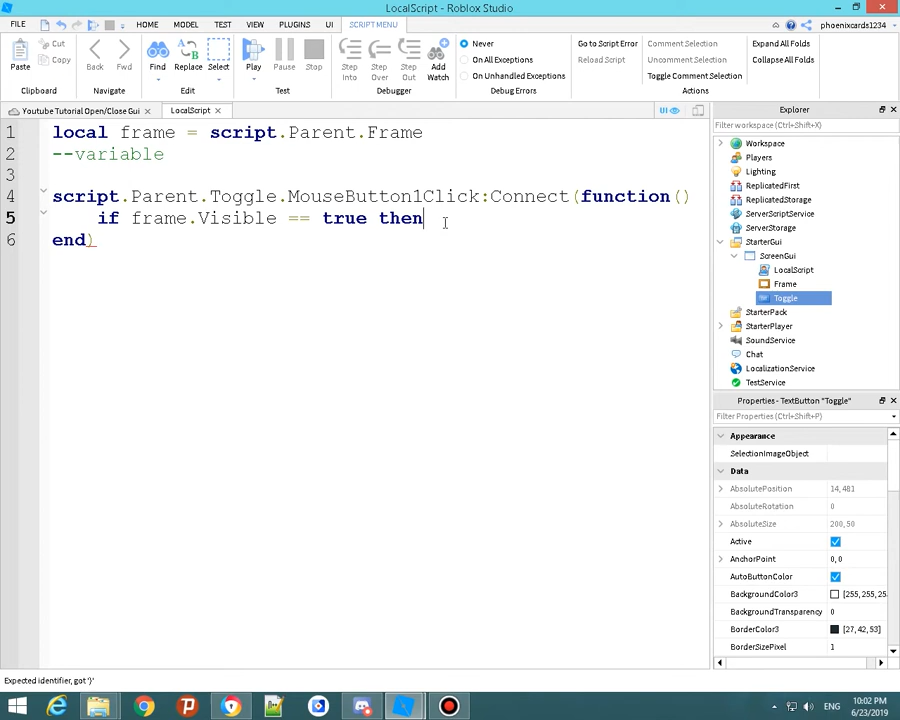 LocalScript - Roblox Studio
FILE HOME MODEL TEST VIEW PLUGINS UI SCRIPT MENU phoenixcards1234
Paste Cut Copy Back Fwd Find Replace Select Play Pause Stop Step Into Step Over Step Out Add Watch
Never
On All Exceptions
On Unhandled Exceptions
Go to Script Error
Reload Script
Comment Selection
Uncomment Selection
Toggle Comment Selection
Expand All Folds
Collapse All Folds
Clipboard Navigate Edit Test Debugger Debug Errors Actions
Youtube Tutorial Open/Close Gui LocalScript UI
1 local frame = script.Parent.Frame
2 --variable
3
4 script.Parent.Toggle.MouseButton1Click:Connect(function()
5 if frame.Visible == true then
6 end)
Explorer
Filter workspace (Ctrl+Shift+X)
Workspace
Players
Lighting
ReplicatedFirst
ReplicatedStorage
ServerScriptService
ServerStorage
StarterGui
ScreenGui
LocalScript
Frame
Toggle
StarterPack
StarterPlayer
SoundService
Chat
LocalizationService
TestService
Properties - TextButton "Toggle"
Filter Properties (Ctrl+Shift+P)
Appearance
SelectionImageObject
Data
AbsolutePosition 14,481
AbsoluteRotation 0
AbsoluteSize 200,50
Active
AnchorPoint 0,0
AutoButtonColor
BackgroundColor3 [255,255,25
BackgroundTransparency 0
BorderColor3 [27,42,53]
BorderSizePixel 1
Expected identifier, got ')'
ENG
10:02 PM
6/23/2019